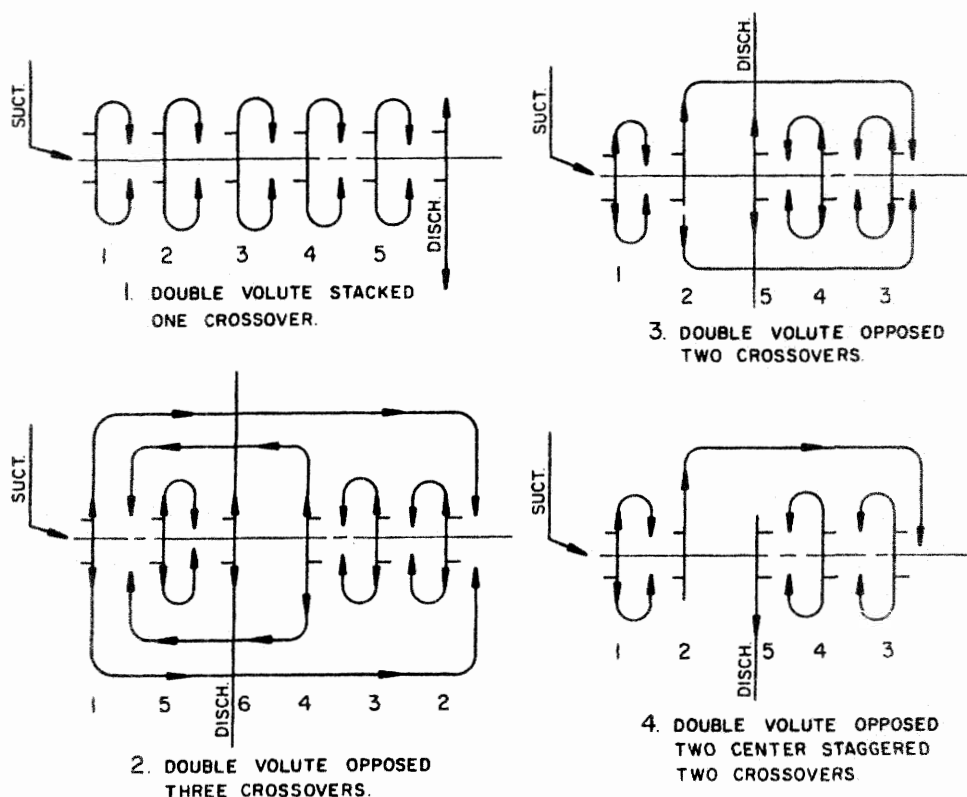 SUCT.
1 2 3 4 5
DISCH.
1. DOUBLE VOLUTE STACKED
ONE CROSSOVER.
DISCH.
SUCT.
1
2 5 4 3
3. DOUBLE VOLUTE OPPOSED
TWO CROSSOVERS.
SUCT.
1 5 6 4 3 2
DISCH.
2. DOUBLE VOLUTE OPPOSED
THREE CROSSOVERS.
SUCT.
1 2 5 4 3
DISCH.
4. DOUBLE VOLUTE OPPOSED
TWO CENTER STAGGERED
TWO CROSSOVERS.